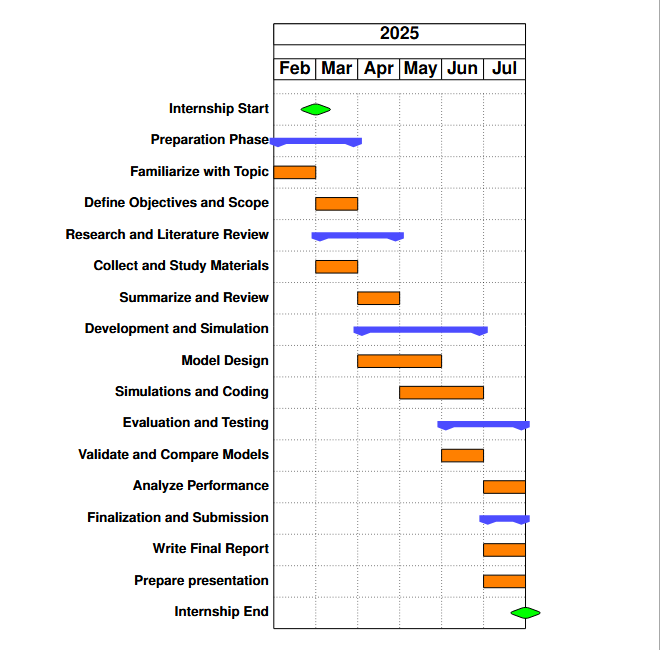 2025
Feb Mar Apr May Jun Jul
Internship Start
Preparation Phase
Familiarize with Topic
Define Objectives and Scope
Research and Literature Review
Collect and Study Materials
Summarize and Review
Development and Simulation
Model Design
Simulations and Coding
Evaluation and Testing
Validate and Compare Models
Analyze Performance
Finalization and Submission
Write Final Report
Prepare presentation
Internship End